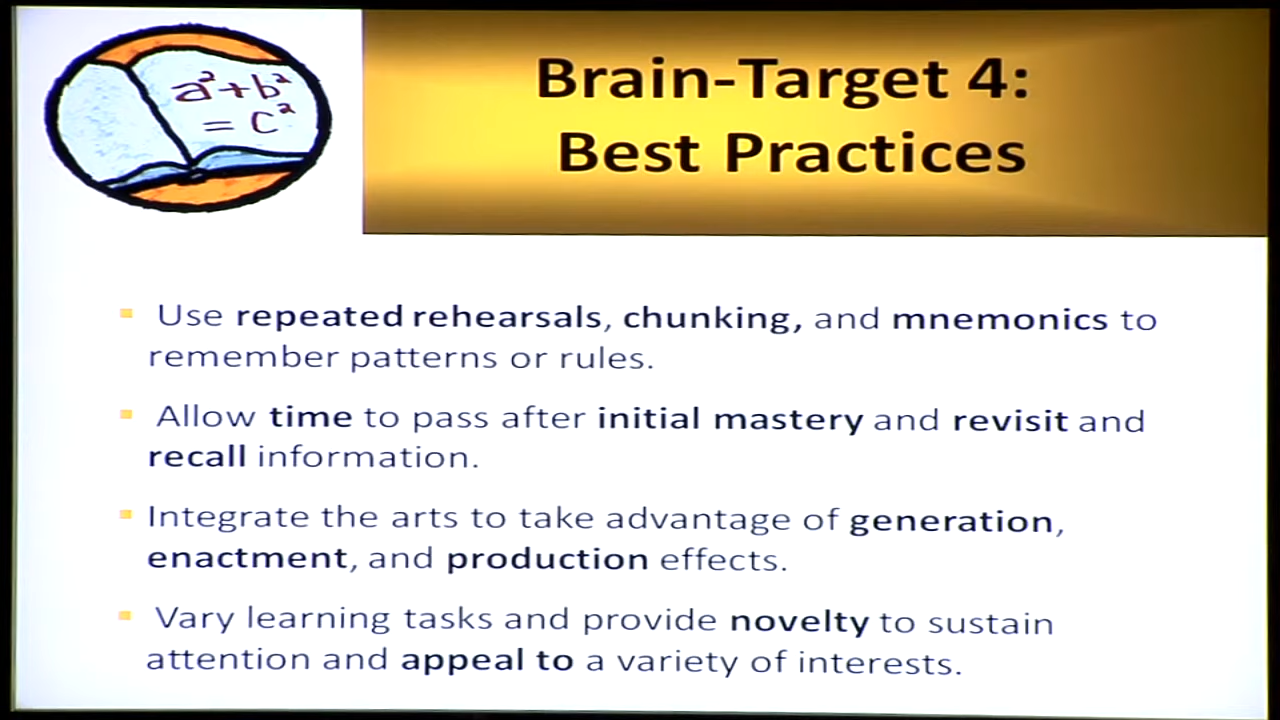 a²+b²
= c²
Brain-Target 4:
Best Practices
Use repeated rehearsals, chunking, and mnemonics to
remember patterns or rules.
Allow time to pass after initial mastery and revisit and
recall information.
Integrate the arts to take advantage of generation,
enactment, and production effects.
Vary learning tasks and provide novelty to sustain
attention and appeal to a variety of interests.